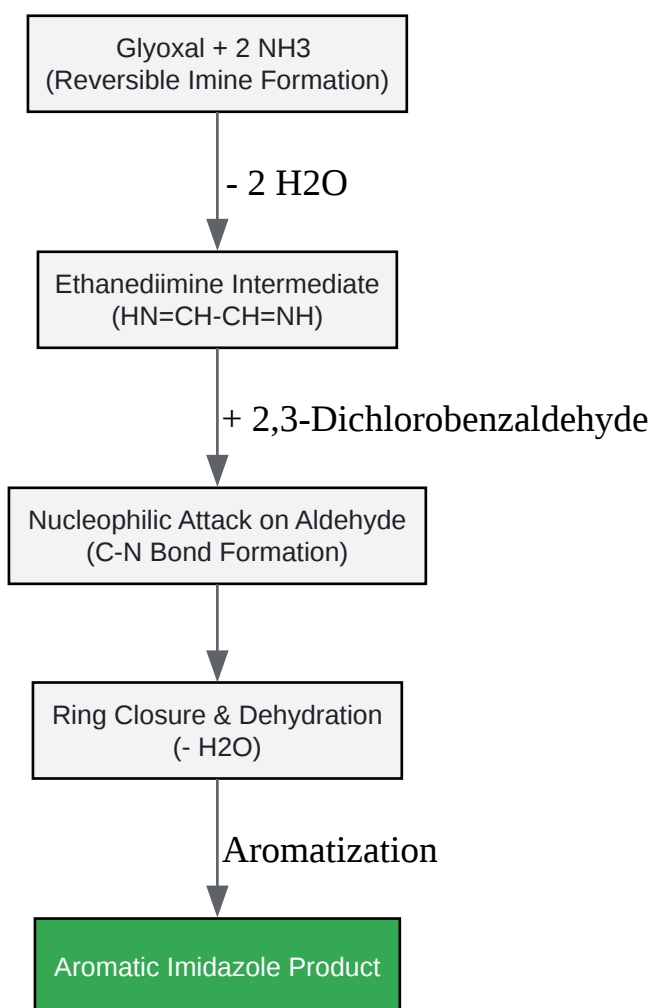 Glyoxal + 2 NH3
(Reversible Imine Formation)
- 2 H2O
Ethanediimine Intermediate
(HN=CH-CH=NH)
+ 2,3-Dichlorobenzaldehyde
Nucleophilic Attack on Aldehyde
(C-N Bond Formation)
Ring Closure & Dehydration
(- H2O)
Aromatization
Aromatic Imidazole Product